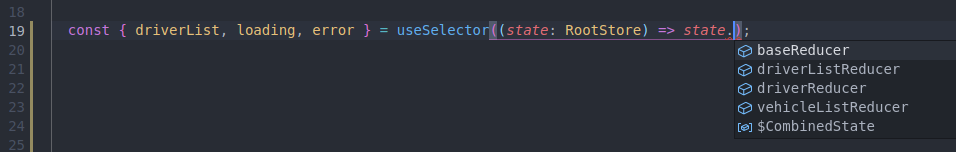 18
19 const { driverList, loading, error } = useSelector((state: RootStore) => state.);
20 baseReducer
21 driverListReducer
22 driverReducer
23 vehicleListReducer
24 $CombinedState
25